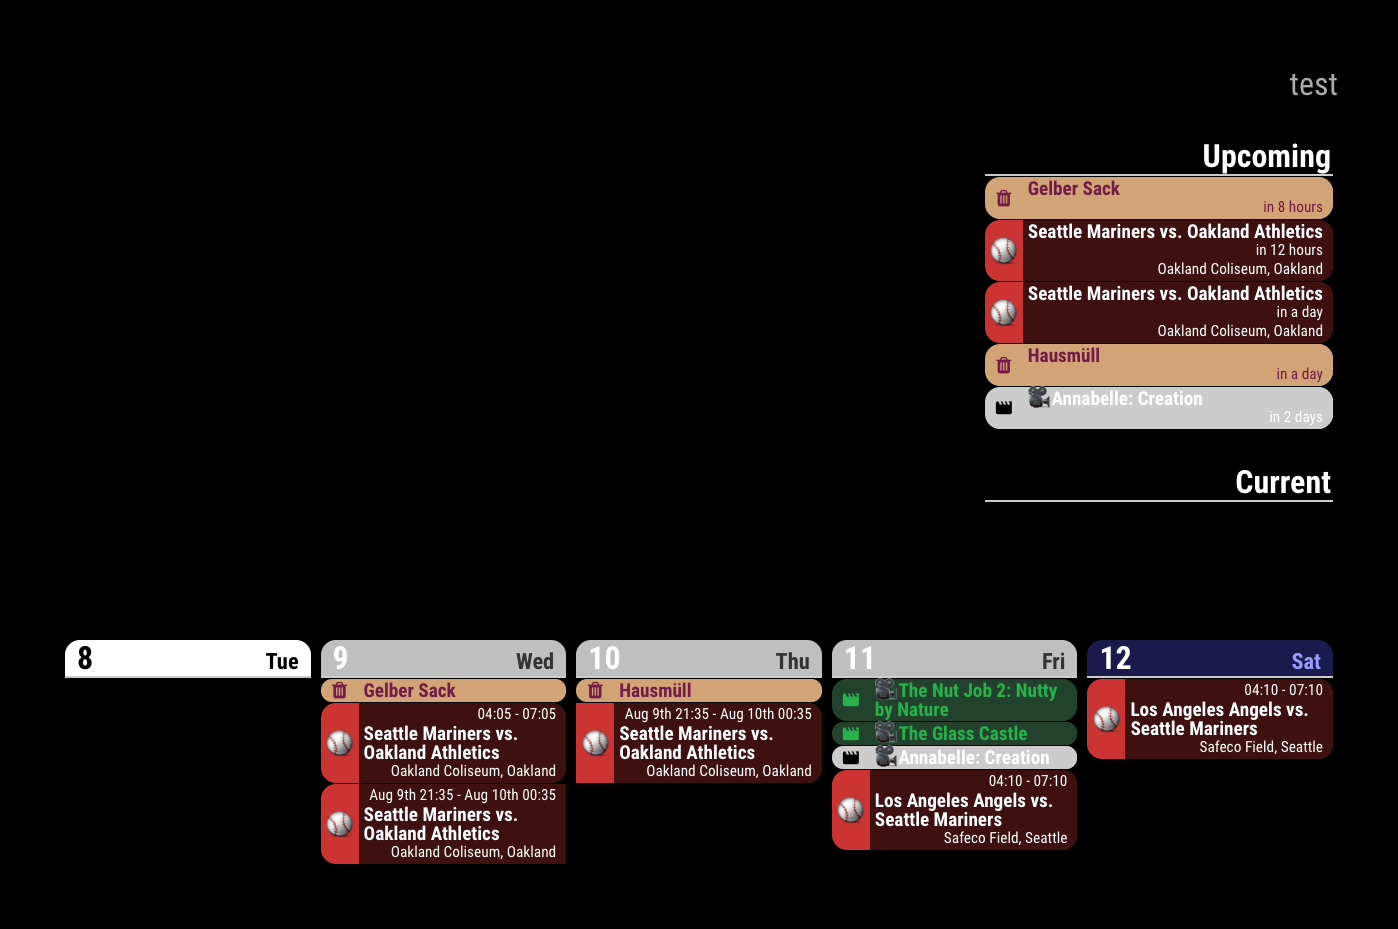 test
Upcoming
Gelber Sack
in 8 hours
Seattle Mariners vs. Oakland Athletics
in 12 hours
Oakland Coliseum, Oakland
Seattle Mariners vs. Oakland Athletics
in a day
Oakland Coliseum, Oakland
Hausmüll
in a day
Annabelle: Creation
in 2 days
Current
8 Tue
9 Wed
Gelber Sack
04:05 - 07:05
Seattle Mariners vs.
Oakland Athletics
Oakland Coliseum, Oakland
Aug 9th 21:35 - Aug 10th 00:35
Seattle Mariners vs.
Oakland Athletics
Oakland Coliseum, Oakland
10 Thu
Hausmüll
Aug 9th 21:35 - Aug 10th 00:35
Seattle Mariners vs.
Oakland Athletics
Oakland Coliseum, Oakland
11 Fri
The Nut Job 2: Nutty
by Nature
The Glass Castle
Annabelle: Creation
04:10 - 07:10
Los Angeles Angels vs.
Seattle Mariners
Safeco Field, Seattle
12 Sat
04:10 - 07:10
Los Angeles Angels vs.
Seattle Mariners
Safeco Field, Seattle